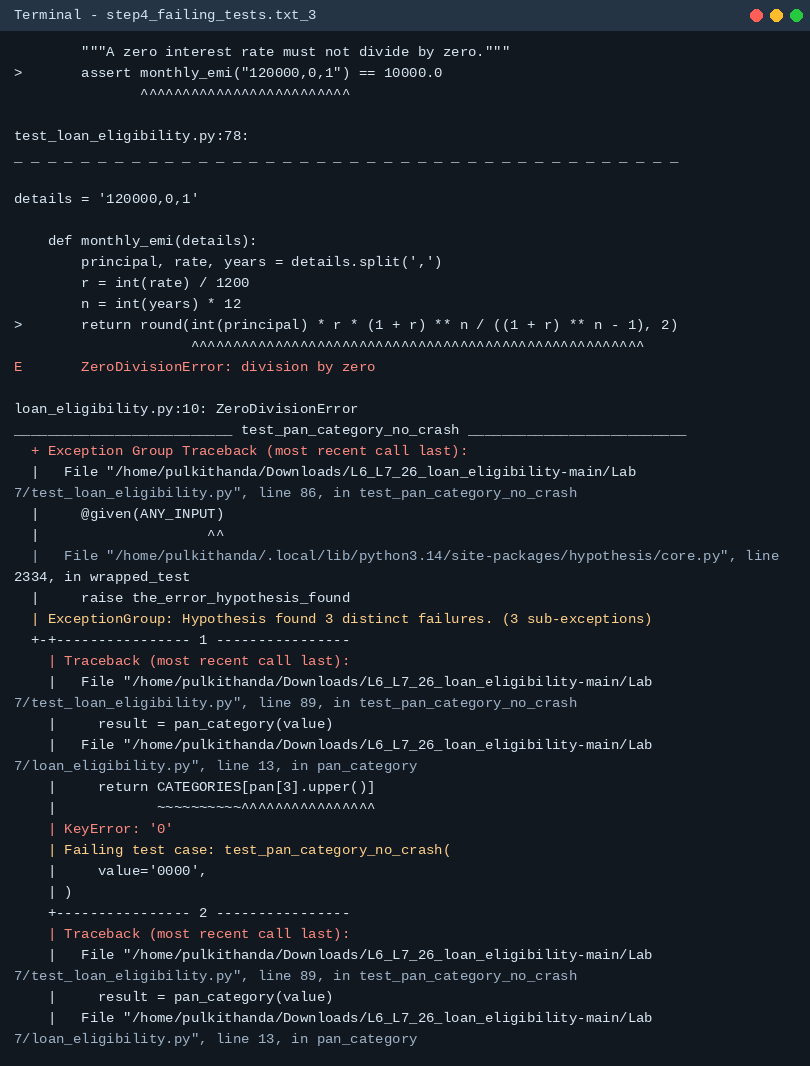 Terminal - step4_failing_tests.txt_3
        """A zero interest rate must not divide by zero."""
>       assert monthly_emi("120000,0,1") == 10000.0
               ^^^^^^^^^^^^^^^^^^^^^^^^^

test_loan_eligibility.py:78:
_ _ _ _ _ _ _ _ _ _ _ _ _ _ _ _ _ _ _ _ _ _ _ _ _ _ _ _ _ _ _ _ _ _ _ _ _ _ _ _

details = '120000,0,1'

    def monthly_emi(details):
        principal, rate, years = details.split(',')
        r = int(rate) / 1200
        n = int(years) * 12
>       return round(int(principal) * r * (1 + r) ** n / ((1 + r) ** n - 1), 2)
                     ^^^^^^^^^^^^^^^^^^^^^^^^^^^^^^^^^^^^^^^^^^^^^^^^^^^^^^
E       ZeroDivisionError: division by zero

loan_eligibility.py:10: ZeroDivisionError
__________________________ test_pan_category_no_crash __________________________
  + Exception Group Traceback (most recent call last):
  |   File "/home/pulkithanda/Downloads/L6_L7_26_loan_eligibility-main/Lab
7/test_loan_eligibility.py", line 86, in test_pan_category_no_crash
  |     @given(ANY_INPUT)
  |                    ^^
  |   File "/home/pulkithanda/.local/lib/python3.14/site-packages/hypothesis/core.py", line
2334, in wrapped_test
  |     raise the_error_hypothesis_found
  | ExceptionGroup: Hypothesis found 3 distinct failures. (3 sub-exceptions)
  +-+---------------- 1 ----------------
    | Traceback (most recent call last):
    |   File "/home/pulkithanda/Downloads/L6_L7_26_loan_eligibility-main/Lab
7/test_loan_eligibility.py", line 89, in test_pan_category_no_crash
    |     result = pan_category(value)
    |   File "/home/pulkithanda/Downloads/L6_L7_26_loan_eligibility-main/Lab
7/loan_eligibility.py", line 13, in pan_category
    |     return CATEGORIES[pan[3].upper()]
    |            ~~~~~~~~~~^^^^^^^^^^^^^^^^
    | KeyError: '0'
    | Failing test case: test_pan_category_no_crash(
    |     value='0000',
    | )
    +---------------- 2 ----------------
    | Traceback (most recent call last):
    |   File "/home/pulkithanda/Downloads/L6_L7_26_loan_eligibility-main/Lab
7/test_loan_eligibility.py", line 89, in test_pan_category_no_crash
    |     result = pan_category(value)
    |   File "/home/pulkithanda/Downloads/L6_L7_26_loan_eligibility-main/Lab
7/loan_eligibility.py", line 13, in pan_category